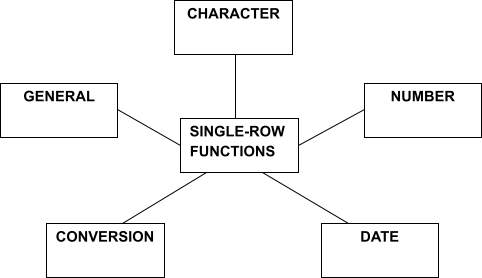 CHARACTER
GENERAL
NUMBER
SINGLE-ROW
FUNCTIONS
CONVERSION
DATE